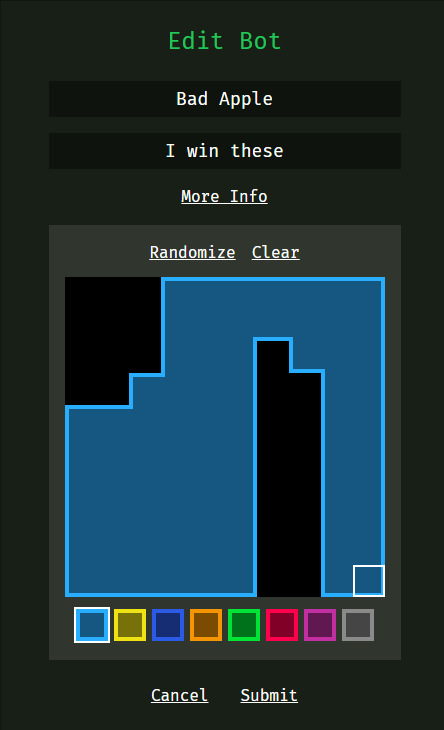 Edit Bot
Bad Apple
I win these
More Info
Randomize Clear
Cancel Submit